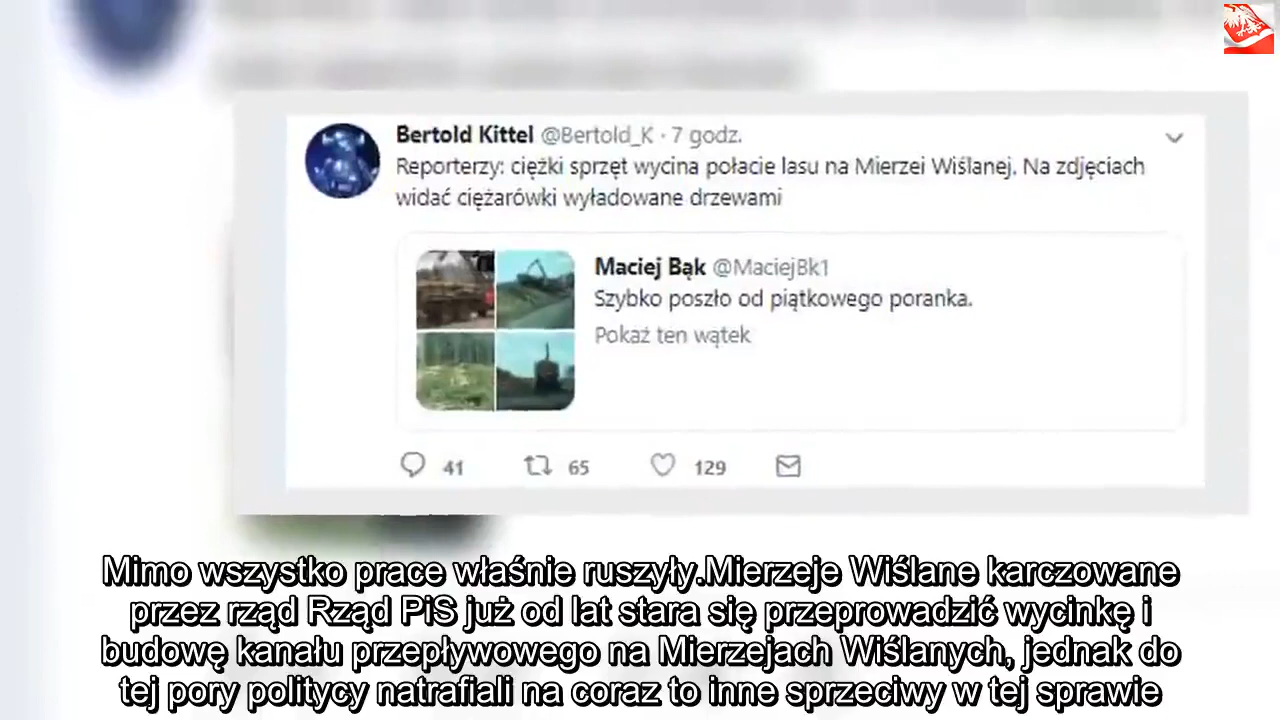 Bertold Kittel @Bertold_K · 7 godz.
Reporterzy: ciężki sprzęt wycina połacie lasu na Mierzei Wiślanej. Na zdjęciach
widać ciężarówki wyładowane drzewami
Maciej Bąk @MaciejBk1
Szybko poszło od piątkowego poranka.
Pokaż ten wątek
41 65 129
Mimo wszystko prace właśnie ruszyły.Mierzeje Wiślane karczowane
przez rząd Rząd PiS już od lat stara się przeprowadzić wycinkę i
budowę kanału przepływowego na Mierzejach Wiślanych, jednak do
tej pory politycy natrafiali na coraz to inne sprzeciwy w tej sprawie